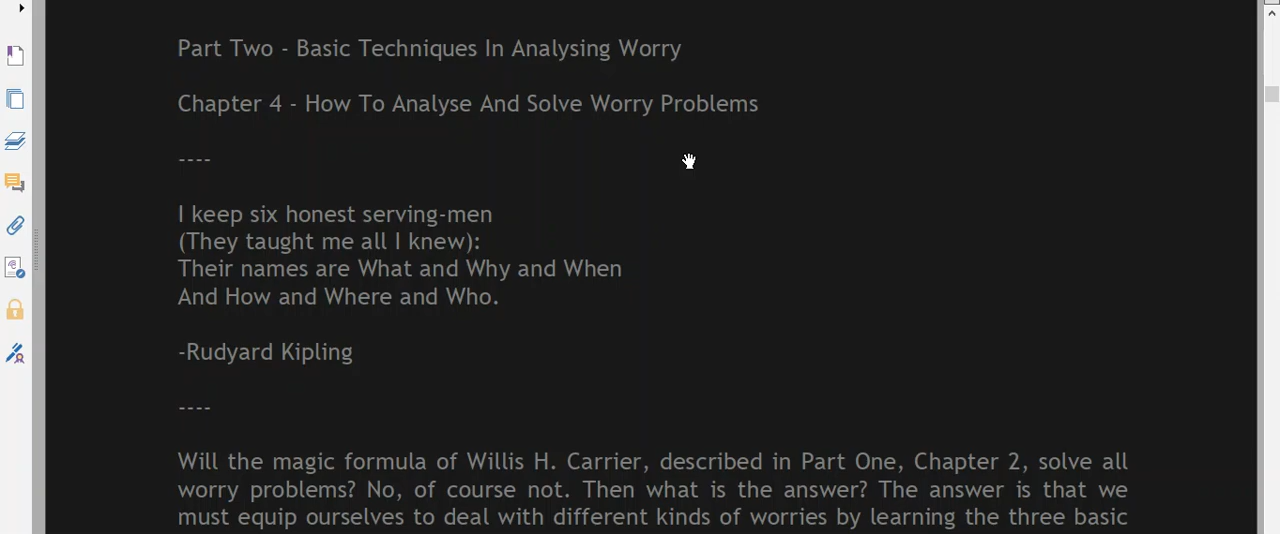 Part Two - Basic Techniques In Analysing Worry
Chapter 4 - How To Analyse And Solve Worry Problems
----
I keep six honest serving-men
(They taught me all I knew):
Their names are What and Why and When
And How and Where and Who.
-Rudyard Kipling
----
Will the magic formula of Willis H. Carrier, described in Part One, Chapter 2, solve all
worry problems? No, of course not. Then what is the answer? The answer is that we
must equip ourselves to deal with different kinds of worries by learning the three basic